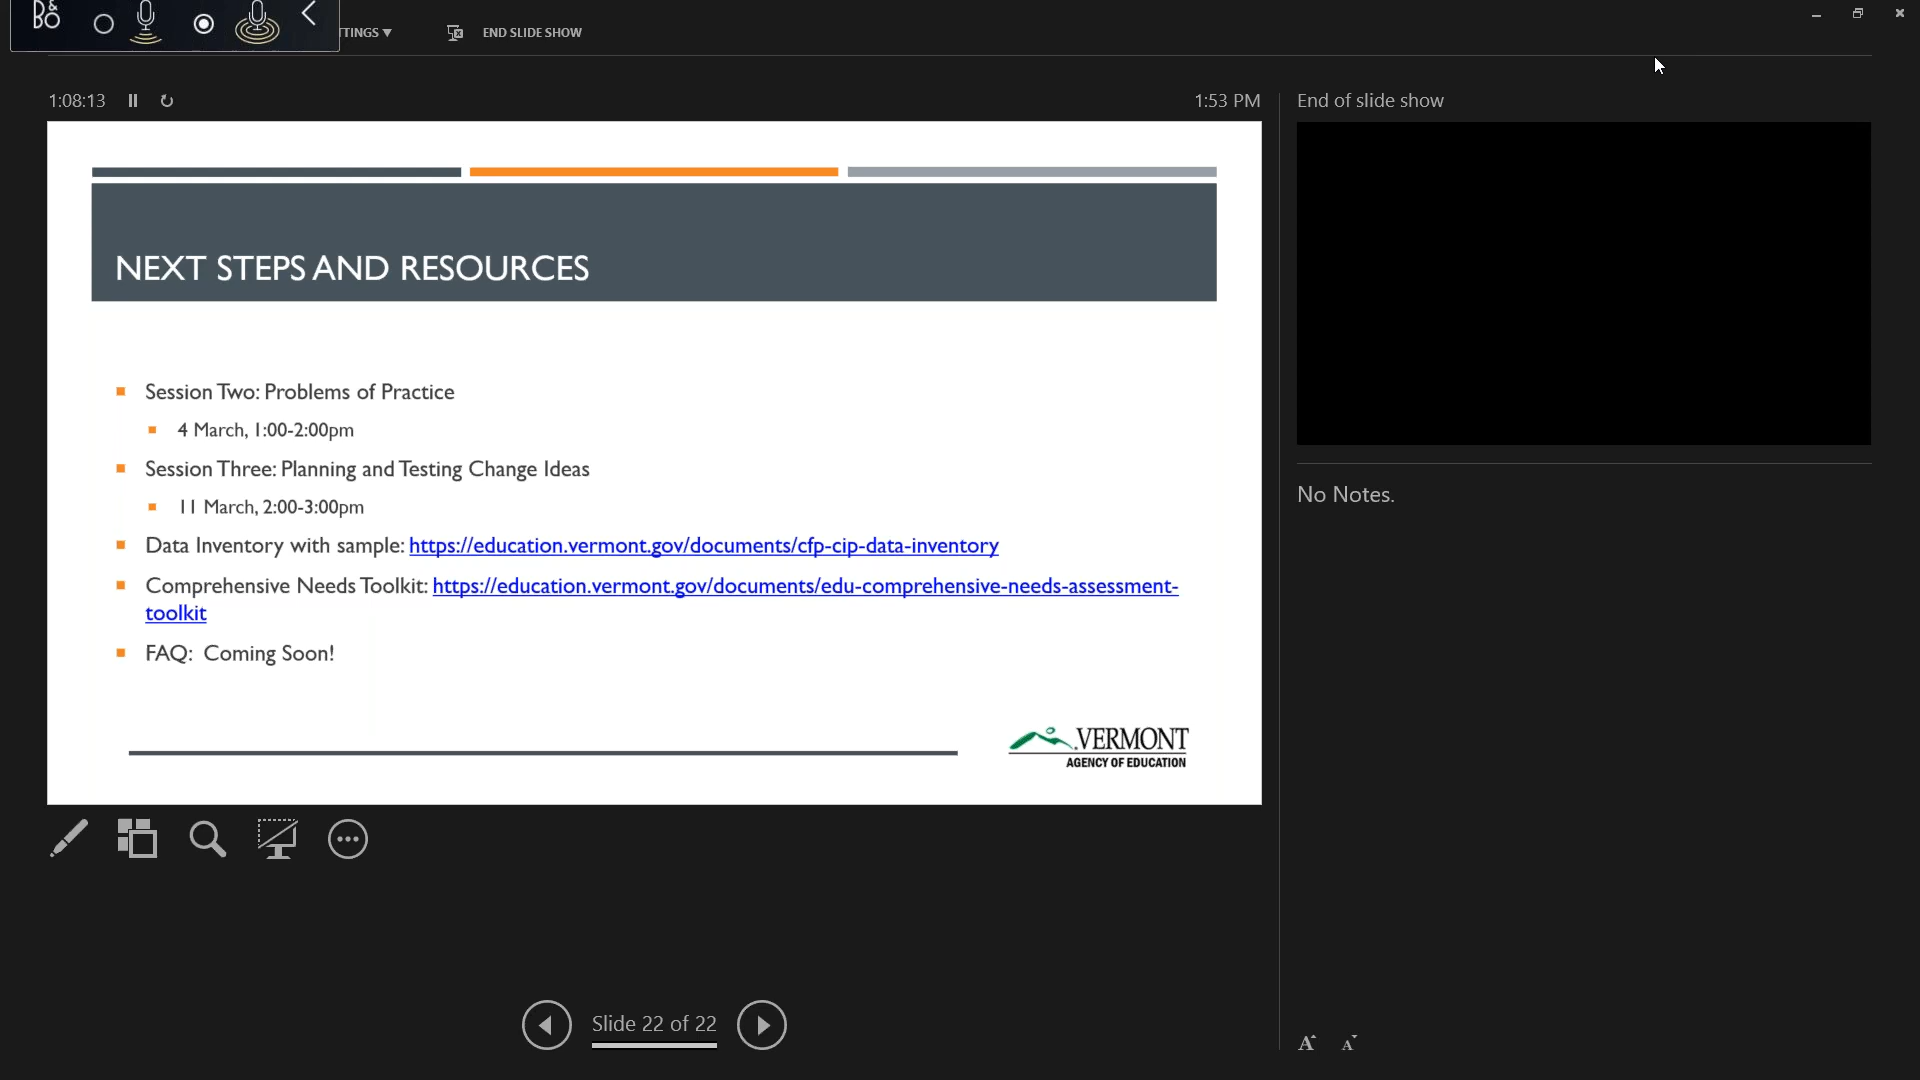 B&O
TTINGS ▼
END SLIDE SHOW
1:08:13
1:53 PM
End of slide show
NEXT STEPS AND RESOURCES
Session Two: Problems of Practice
4 March, 1:00-2:00pm
Session Three: Planning and Testing Change Ideas
11 March, 2:00-3:00pm
Data Inventory with sample: https://education.vermont.gov/documents/cfp-cip-data-inventory
Comprehensive Needs Toolkit: https://education.vermont.gov/documents/edu-comprehensive-needs-assessment-
toolkit
FAQ: Coming Soon!
VERMONT
AGENCY OF EDUCATION
No Notes.
Slide 22 of 22
A A